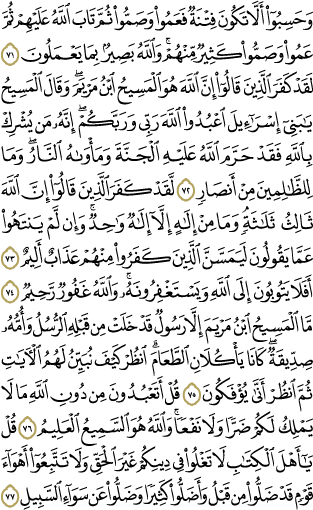 وَحَسِبُوٓا۟ أَلَّا تَكُونَ فِتْنَةٌ فَعَمُوا۟ وَصَمُّوا۟ ثُمَّ تَابَ ٱللَّهُ عَلَيْهِمْ ثُمَّ
عَمُوا۟ وَصَمُّوا۟ كَثِيرٌ مِّنْهُمْ ۚ وَٱللَّهُ بَصِيرٌۢ بِمَا يَعْمَلُونَ ٧١
لَقَدْ كَفَرَ ٱلَّذِينَ قَالُوٓا۟ إِنَّ ٱللَّهَ هُوَ ٱلْمَسِيحُ ٱبْنُ مَرْيَمَ ۖ وَقَالَ ٱلْمَسِيحُ
يَـٰبَنِىٓ إِسْرَٰٓءِيلَ ٱعْبُدُوا۟ ٱللَّهَ رَبِّى وَرَبَّكُمْ ۖ إِنَّهُۥ مَن يُشْرِكْ
بِٱللَّهِ فَقَدْ حَرَّمَ ٱللَّهُ عَلَيْهِ ٱلْجَنَّةَ وَمَأْوَىٰهُ ٱلنَّارُ ۖ وَمَا
لِلظَّـٰلِمِينَ مِنْ أَنصَارٍ ٧٢ لَّقَدْ كَفَرَ ٱلَّذِينَ قَالُوٓا۟ إِنَّ ٱللَّهَ
ثَالِثُ ثَلَـٰثَةٍ ۘ وَمَا مِنْ إِلَـٰهٍ إِلَّآ إِلَـٰهٌ وَٰحِدٌ ۚ وَإِن لَّمْ يَنتَهُوا۟
عَمَّا يَقُولُونَ لَيَمَسَّنَّ ٱلَّذِينَ كَفَرُوا۟ مِنْهُمْ عَذَابٌ أَلِيمٌ ٧٣
أَفَلَا يَتُوبُونَ إِلَى ٱللَّهِ وَيَسْتَغْفِرُونَهُۥ ۚ وَٱللَّهُ غَفُورٌ رَّحِيمٌ ٧٤
مَّا ٱلْمَسِيحُ ٱبْنُ مَرْيَمَ إِلَّا رَسُولٌ قَدْ خَلَتْ مِن قَبْلِهِ ٱلرُّسُلُ وَأُمُّهُۥ
صِدِّيقَةٌ ۖ كَانَا يَأْكُلَانِ ٱلطَّعَامَ ۗ ٱنظُرْ كَيْفَ نُبَيِّنُ لَهُمُ ٱلْـَٔايَـٰتِ
ثُمَّ ٱنظُرْ أَنَّىٰ يُؤْفَكُونَ ٧٥ قُلْ أَتَعْبُدُونَ مِن دُونِ ٱللَّهِ مَا لَا
يَمْلِكُ لَكُمْ ضَرًّا وَلَا نَفْعًا ۚ وَٱللَّهُ هُوَ ٱلسَّمِيعُ ٱلْعَلِيمُ ٧٦ قُلْ
يَـٰٓأَهْلَ ٱلْكِتَـٰبِ لَا تَغْلُوا۟ فِى دِينِكُمْ غَيْرَ ٱلْحَقِّ وَلَا تَتَّبِعُوٓا۟ أَهْوَآءَ
قَوْمٍ قَدْ ضَلُّوا۟ مِن قَبْلُ وَأَضَلُّوا۟ كَثِيرًا وَضَلُّوا۟ عَن سَوَآءِ ٱلسَّبِيلِ ٧٧